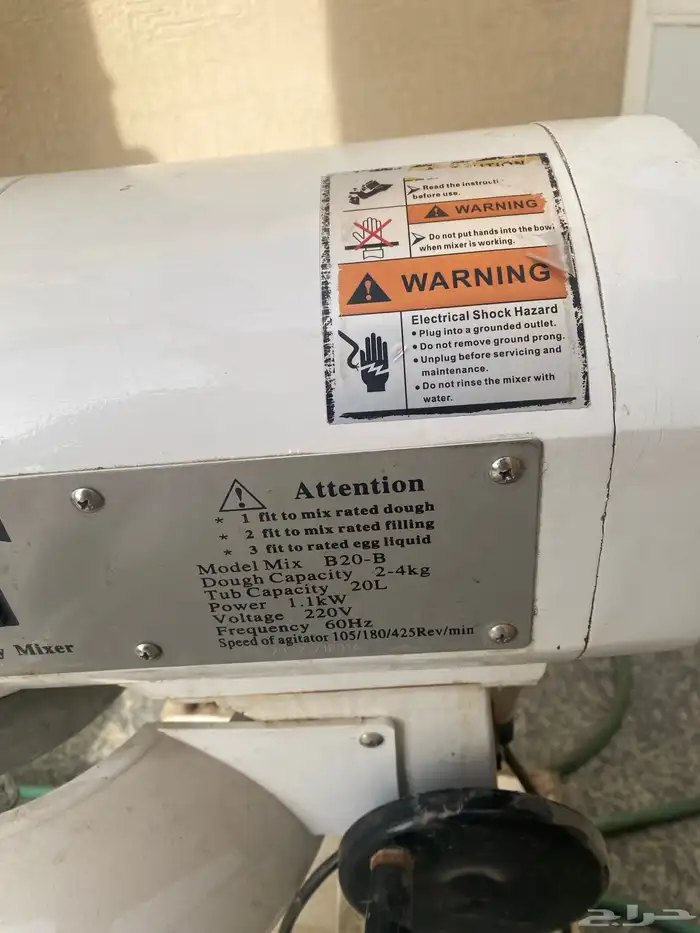 Read the
before use.
WARNING
Do not put hands into the bowl
when mixer is working.
WARNING
Electrical Shock Hazard
• Plug into a grounded outlet.
• Do not remove ground prong.
• Unplug before servicing and
maintenance.
• Do not rinse the mixer with
water.
Attention
* 1 fit to mix rated dough
* 2 fit to mix rated filling
* 3 fit to rated egg liquid
Model Mix B20-B
Dough Capacity 2-4kg
Tub Capacity 20L
Power 1.1kW
Voltage 220V
Frequency 60Hz
Speed of agitator 105/180/425Rev/min
Mixer
حراج